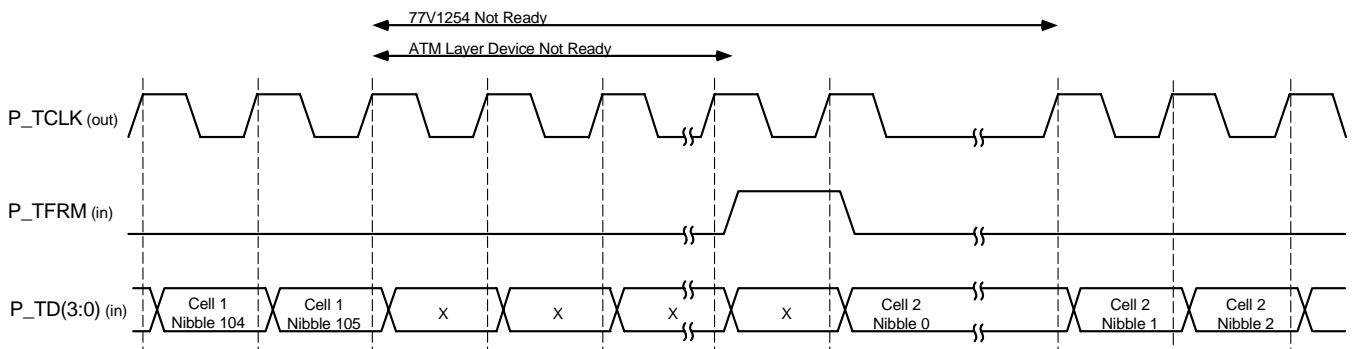 77V1254 Not Ready
ATM Layer Device Not Ready
P_TCLK (out)
P_TFRM (in)
P_TD(3:0) (in)
Cell 1
Nibble 104
Cell 1
Nibble 105
X
X
X
X
Cell 2
Nibble 0
Cell 2
Nibble 1
Cell 2
Nibble 2